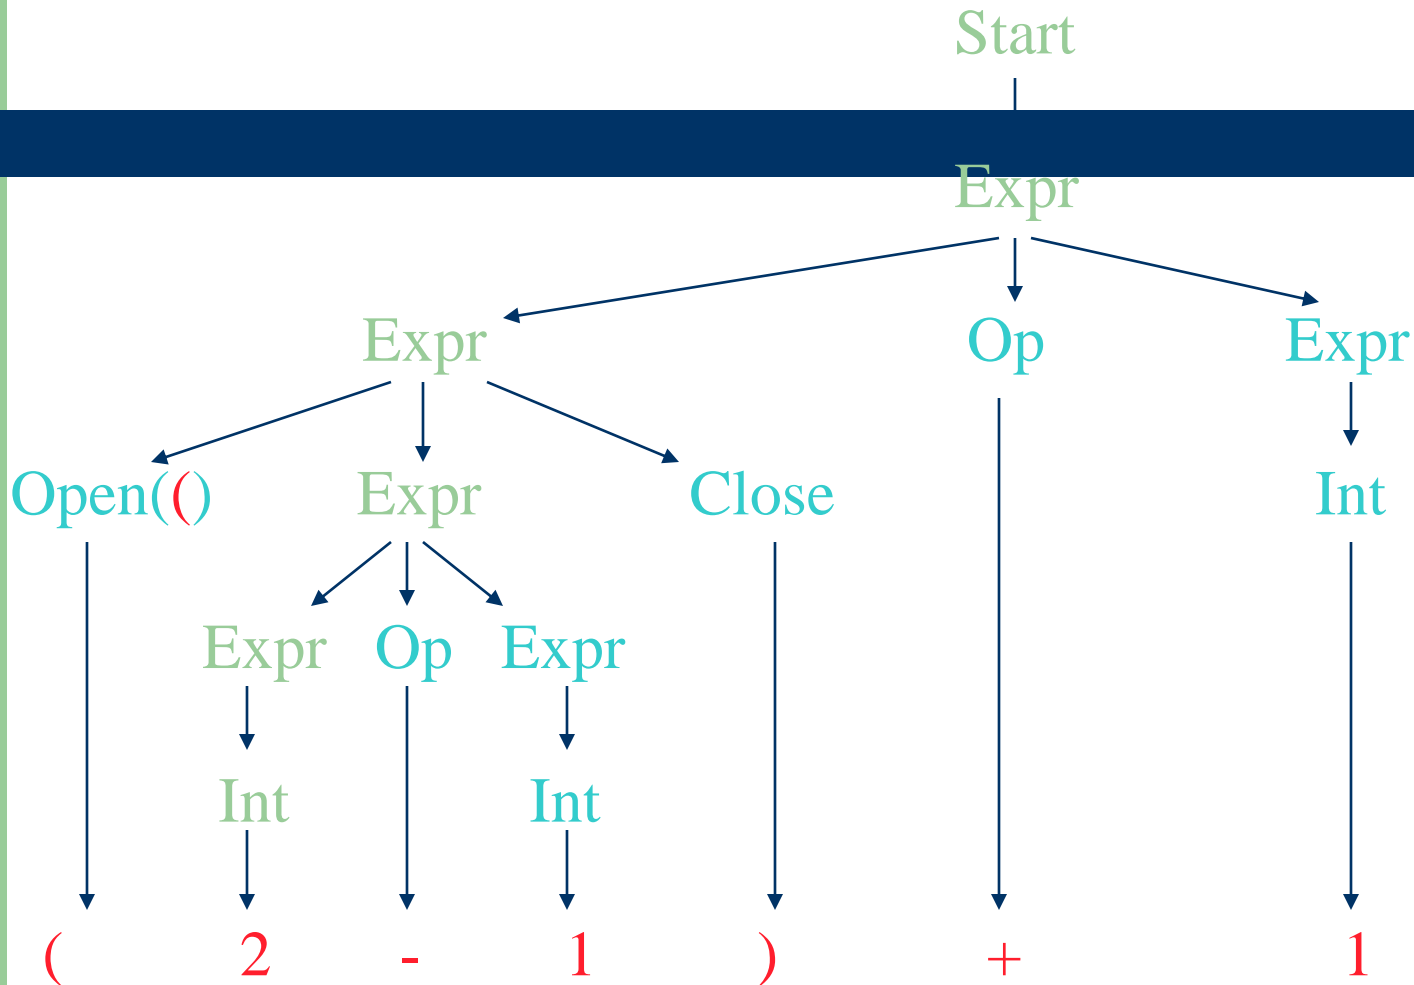 Start
Expr
Expr Op Expr
Open(() Expr Close Int
Expr Op Expr
Int Int
( 2 - 1 ) + 1